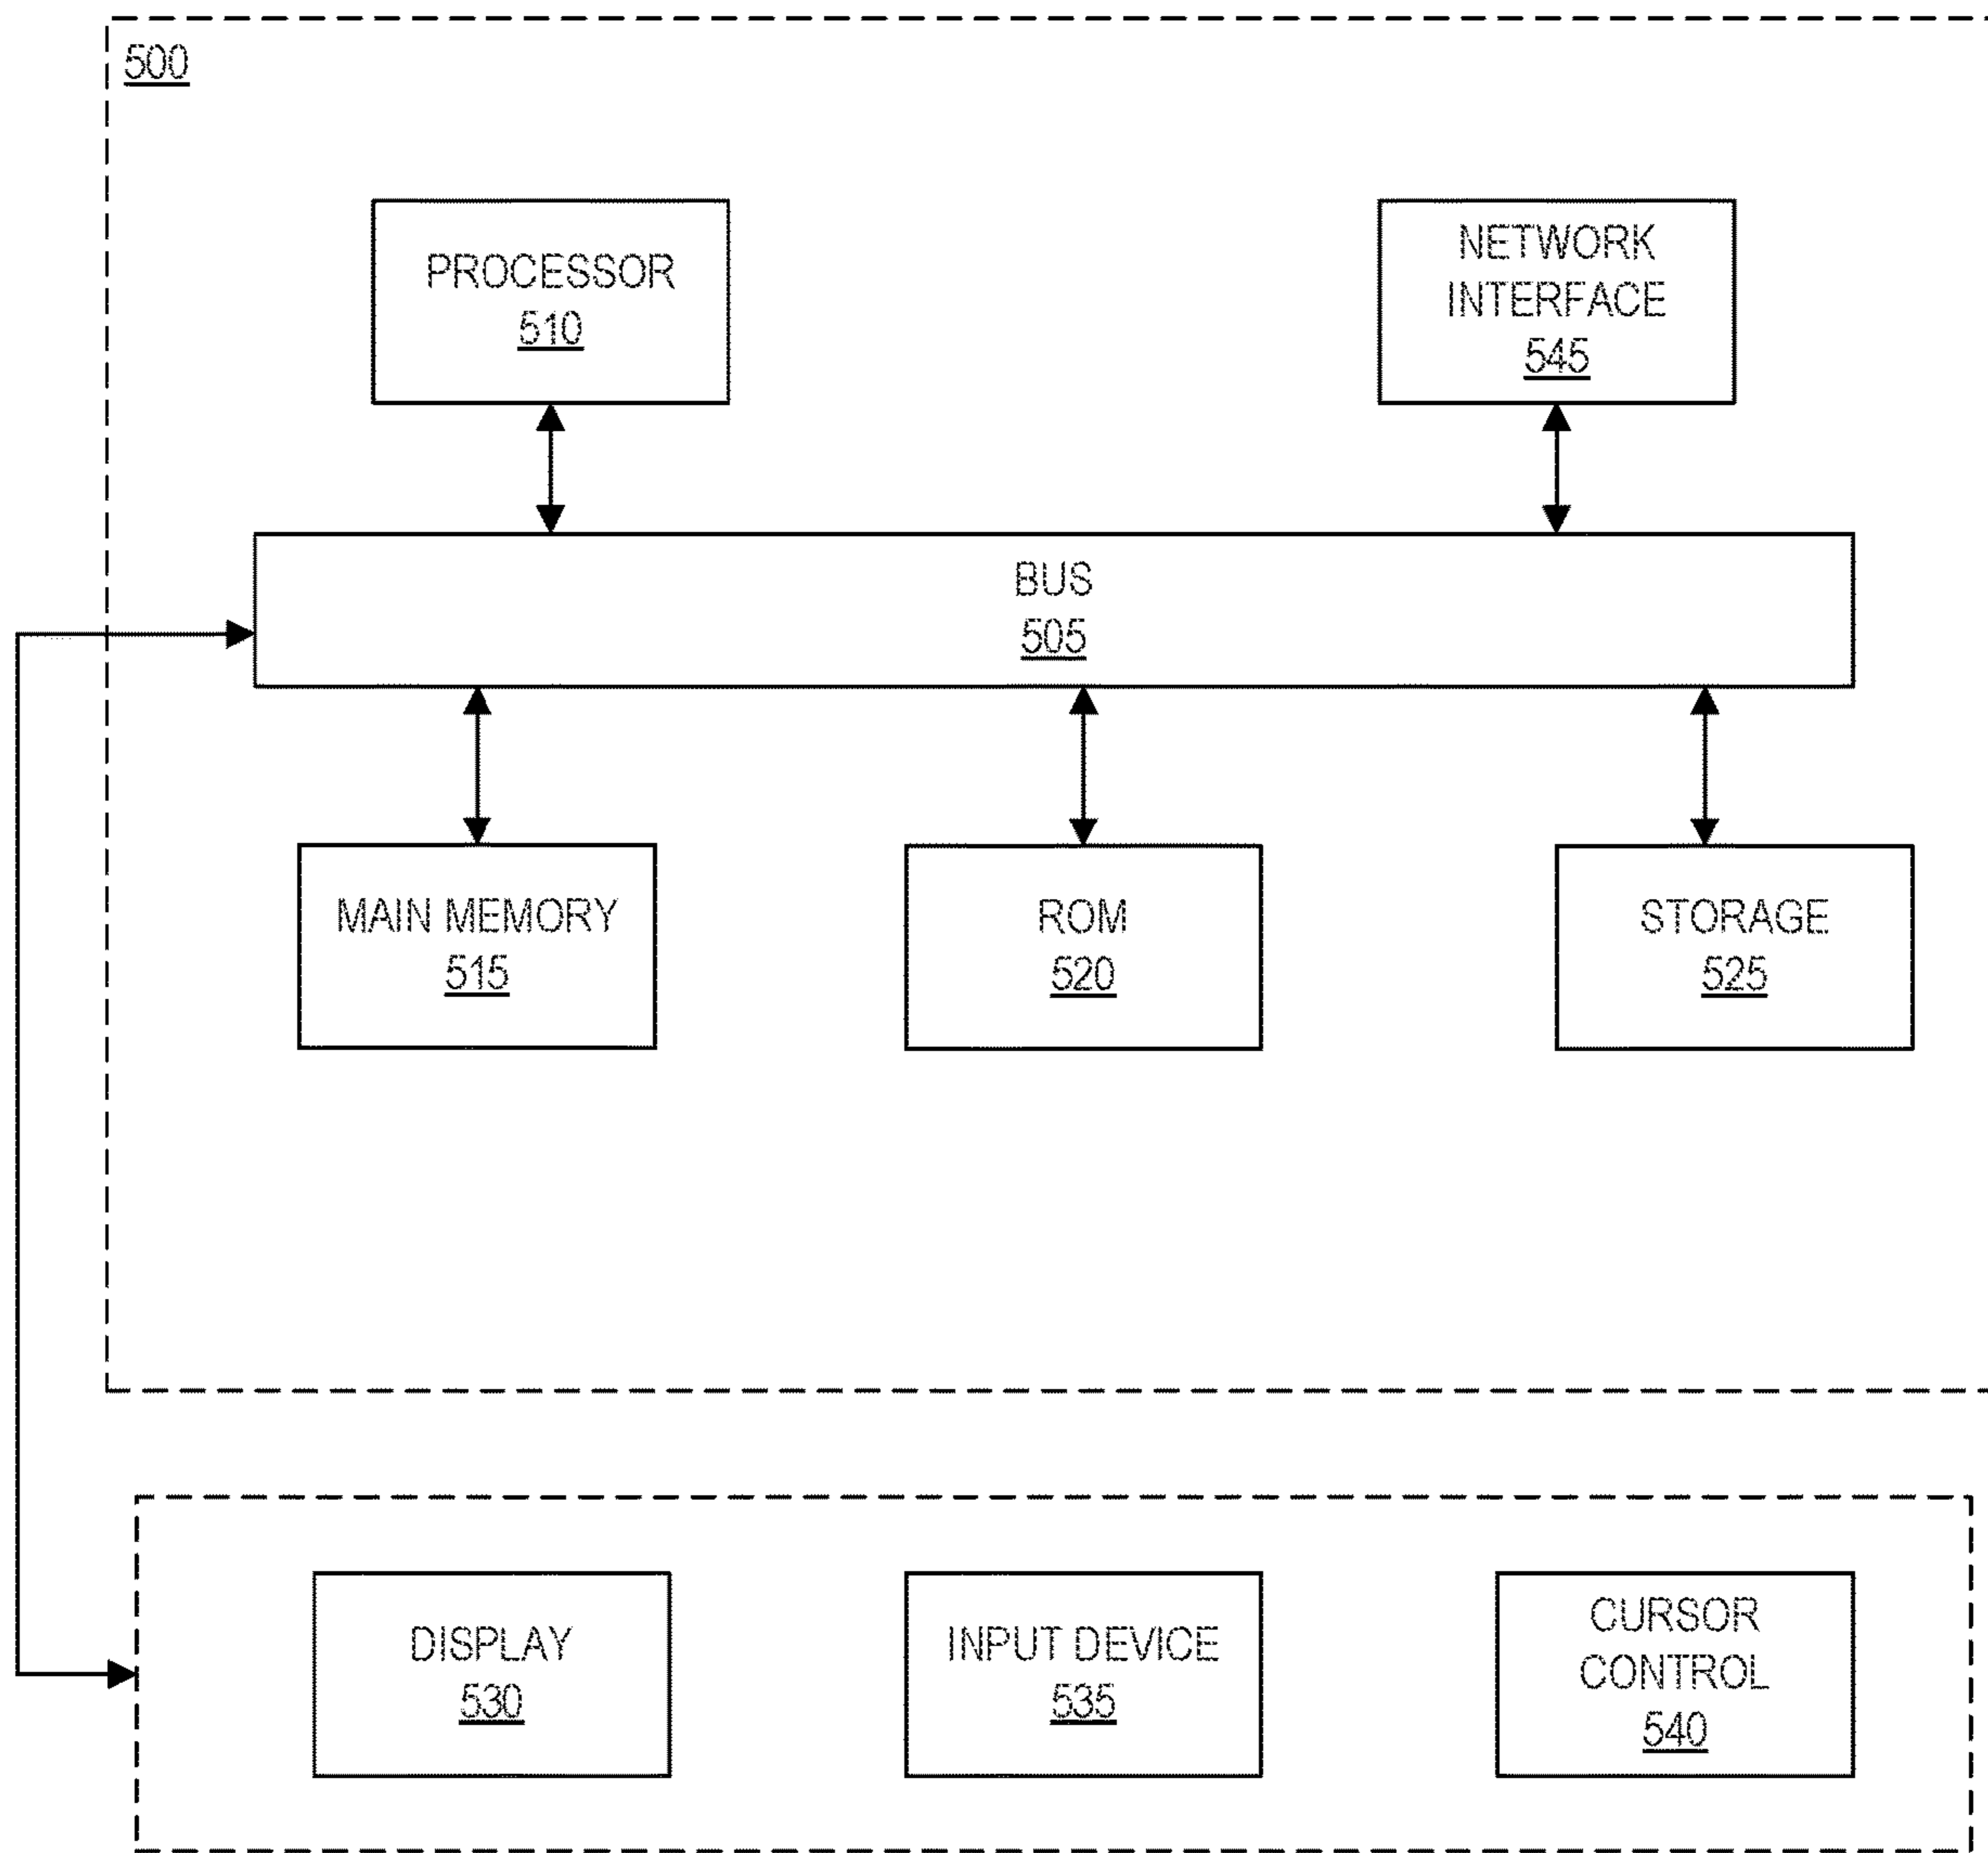 500
PROCESSOR
510
NETWORK
INTERFACE
545
BUS
505
MAIN MEMORY
515
ROM
520
STORAGE
525
DISPLAY
530
INPUT DEVICE
535
CURSOR
CONTROL
540